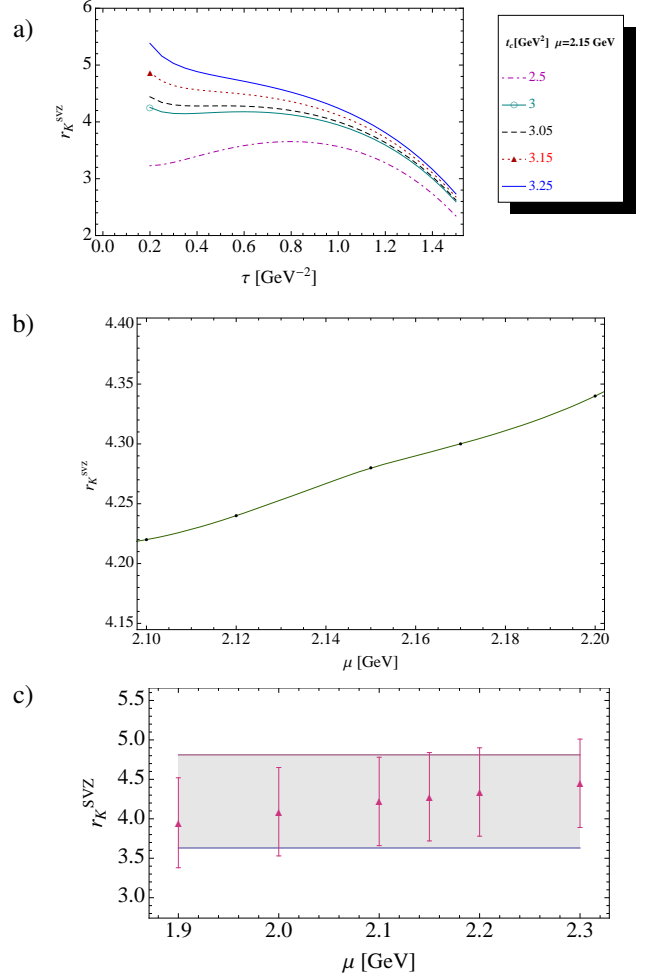 a)
6
5
4
3
2
r_K^svz
0.0 0.2 0.4 0.6 0.8 1.0 1.2 1.4
τ [GeV⁻²]
t_c[GeV²] μ=2.15 GeV
2.5
3
3.05
3.15
3.25
b)
4.40
4.35
4.30
4.25
4.20
4.15
r_K^svz
2.10 2.12 2.14 2.16 2.18 2.20
μ [GeV]
c)
5.5
5.0
4.5
4.0
3.5
3.0
r_K^SVZ
1.9 2.0 2.1 2.2 2.3
μ [GeV]